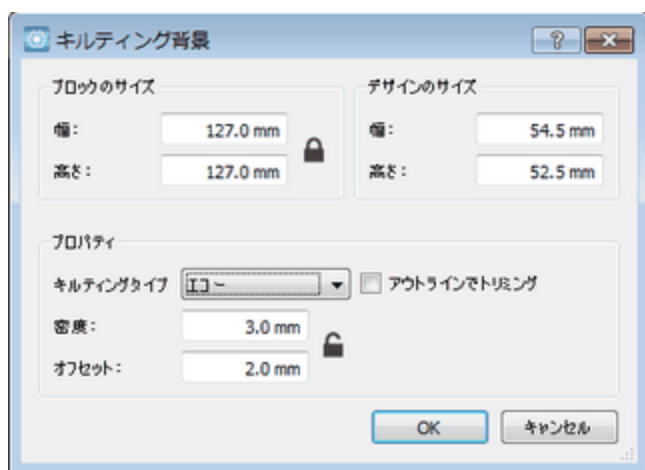 キルティング背景
ブロックのサイズ
幅: 127.0 mm
高さ: 127.0 mm
デザインのサイズ
幅: 54.5 mm
高さ: 52.5 mm
プロパティ
キルティングタイプ エコー アウトラインでトリミング
密度: 3.0 mm
オフセット: 2.0 mm
OK キャンセル